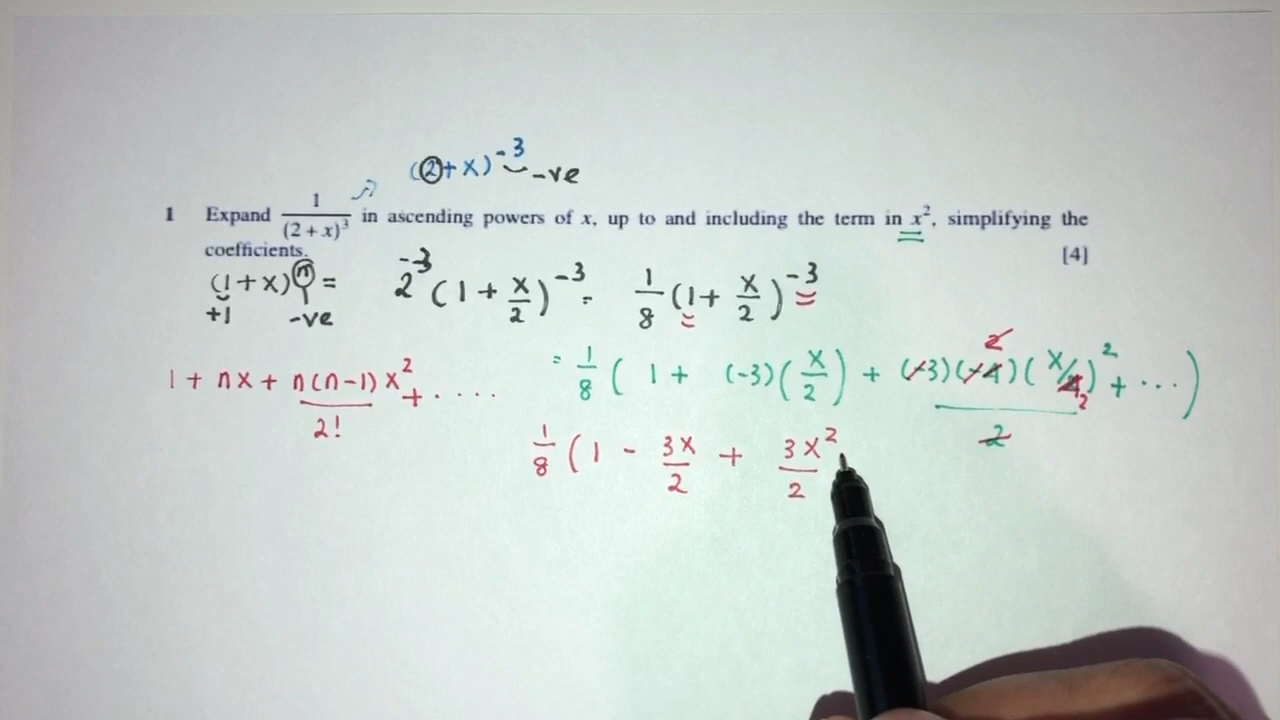 (2+x)^-3 -ve
1 Expand 1/(2 + x)^3 in ascending powers of x, up to and including the term in x^2, simplifying the
coefficients. [4]
(1+x)^n = 2^-3 (1 + x/2)^-3 = 1/8 (1 + x/2)^-3
+1 -ve
1 + nx + n(n-1)x^2/2! + .... = 1/8 ( 1 + (-3)(x/2) + (-3)(-4)(x/2)^2/2 + ... )
1/8 (1 - 3x/2 + 3x^2/2